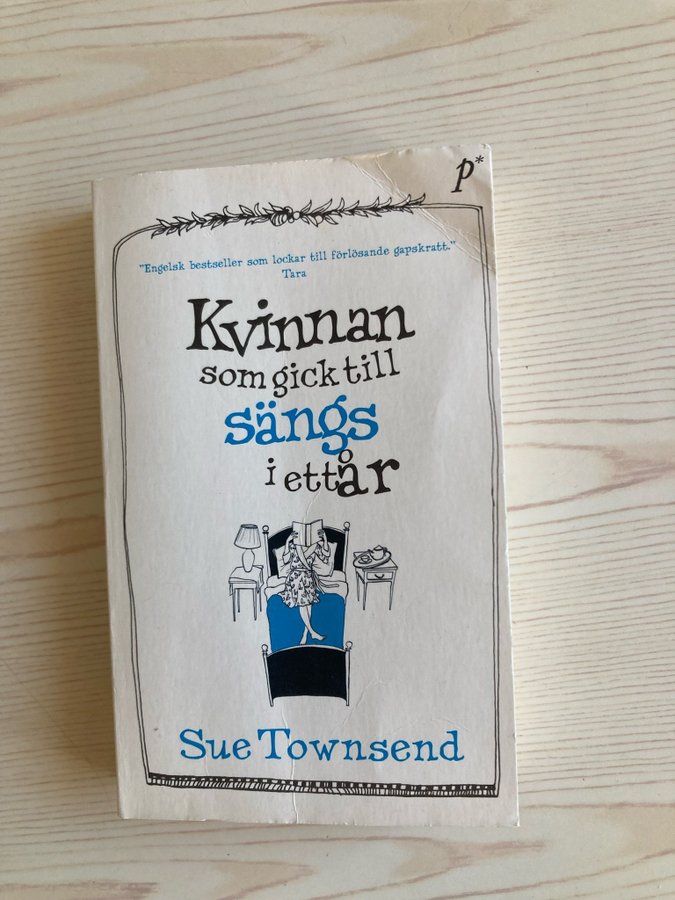 p*
"Engelsk bestseller som lockar till förlösande gapskratt."
Tara
Kvinnan
som gick till
sängs
i ett år
Sue Townsend